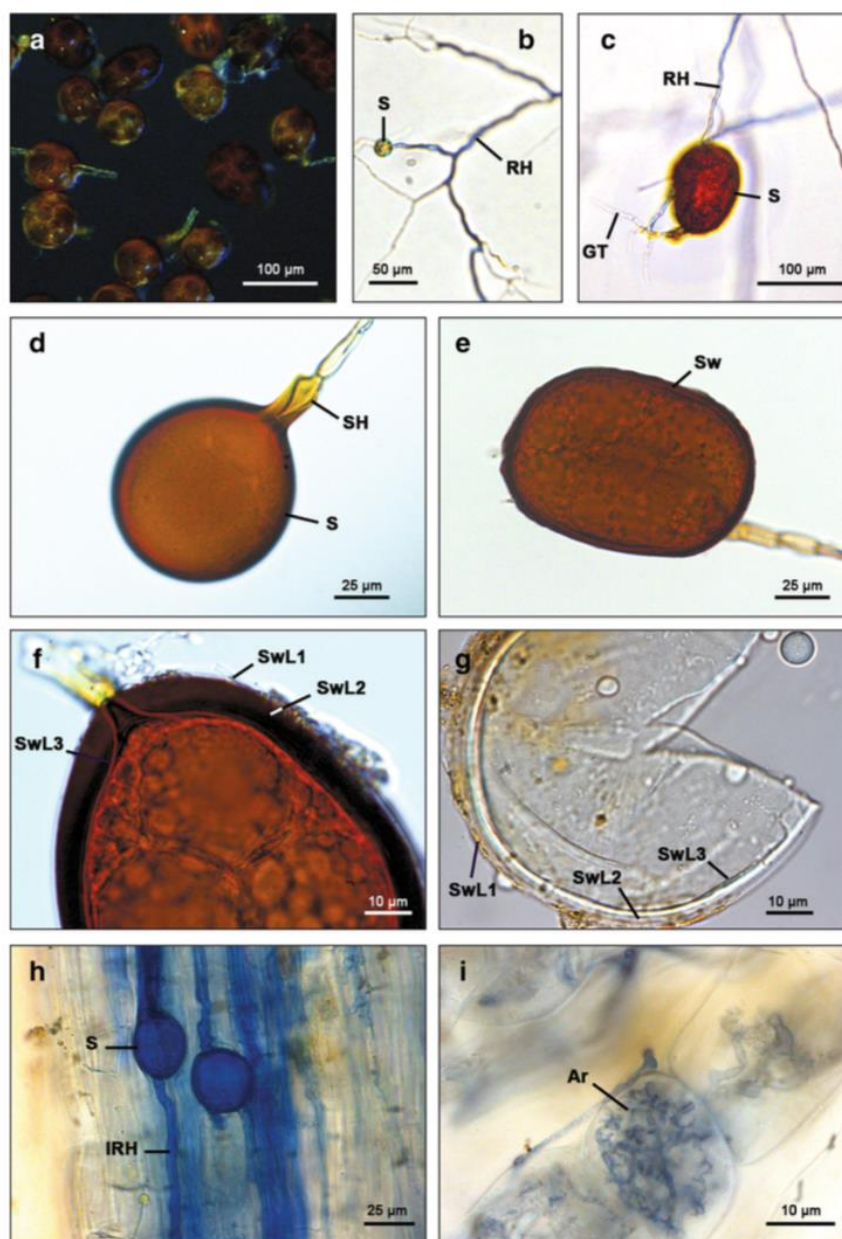 a
100 µm
b
S
RH
50 µm
c
RH
S
GT
100 µm
d
SH
S
25 µm
e
Sw
25 µm
f
SwL1
SwL2
SwL3
10 µm
g
SwL1
SwL2
SwL3
10 µm
h
S
IRH
25 µm
i
Ar
10 µm